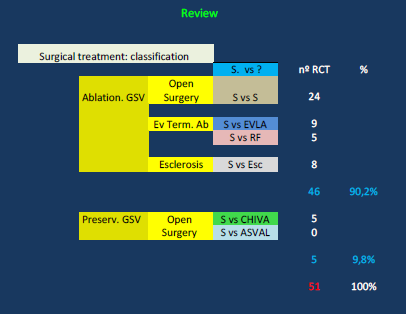 Review
Surgical treatment: classification
S. vs ? nº RCT %
Open
Ablation. GSV Surgery S vs S 24
Ev Term. Ab S vs EVLA 9
S vs RF 5
Esclerosis S vs Esc 8
46 90,2%
Preserv. GSV Open S vs CHIVA 5
Surgery S vs ASVAL 0
5 9,8%
51 100%